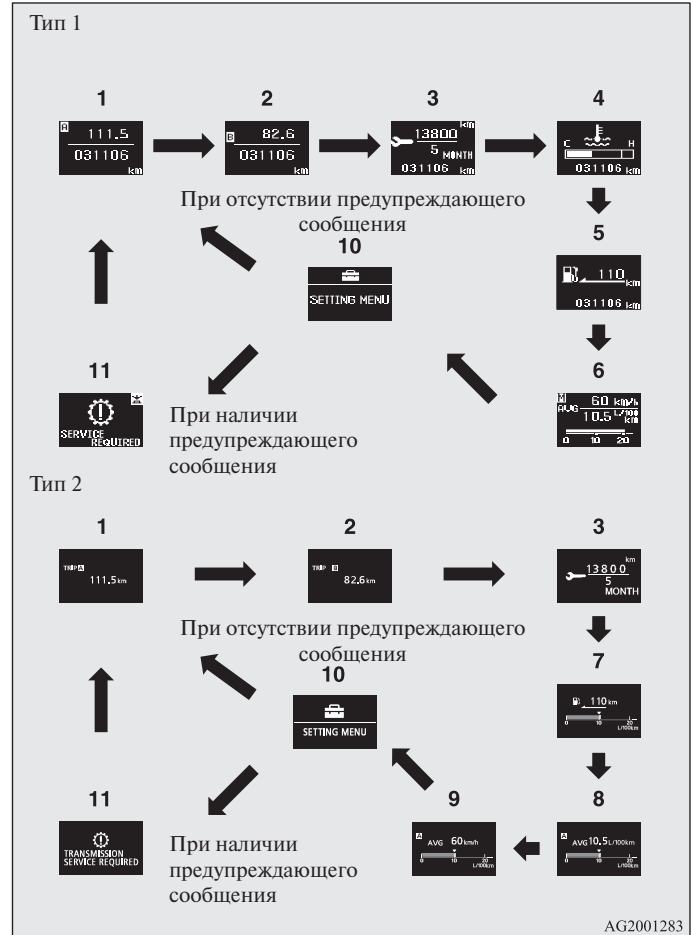 Тип 1
1
2
3
4
A 111.5
031106
km
B 82.6
031106
km
km
13800
5 MONTH
031106 km
C H
031106 km
При отсутствии предупреждающего
сообщения
5
10
110 km
031106 km
SETTING MENU
11
6
SERVICE
REQUIRED
При наличии
предупреждающего
сообщения
M 60 km/h
AVG 10.5 L/100
km
0 10 20
Тип 2
1
2
3
TRIP A
111.5 km
TRIP B
82.6 km
km
13800
5
MONTH
При отсутствии предупреждающего
сообщения
7
10
110 km
0 10 20
L/100km
SETTING MENU
11
9
8
TRANSMISSION
SERVICE REQUIRED
При наличии
предупреждающего
сообщения
A
AVG 60 km/h
0 10 20
L/100km
A
AVG 10.5 L/100km
0 10 20
L/100km
AG2001283